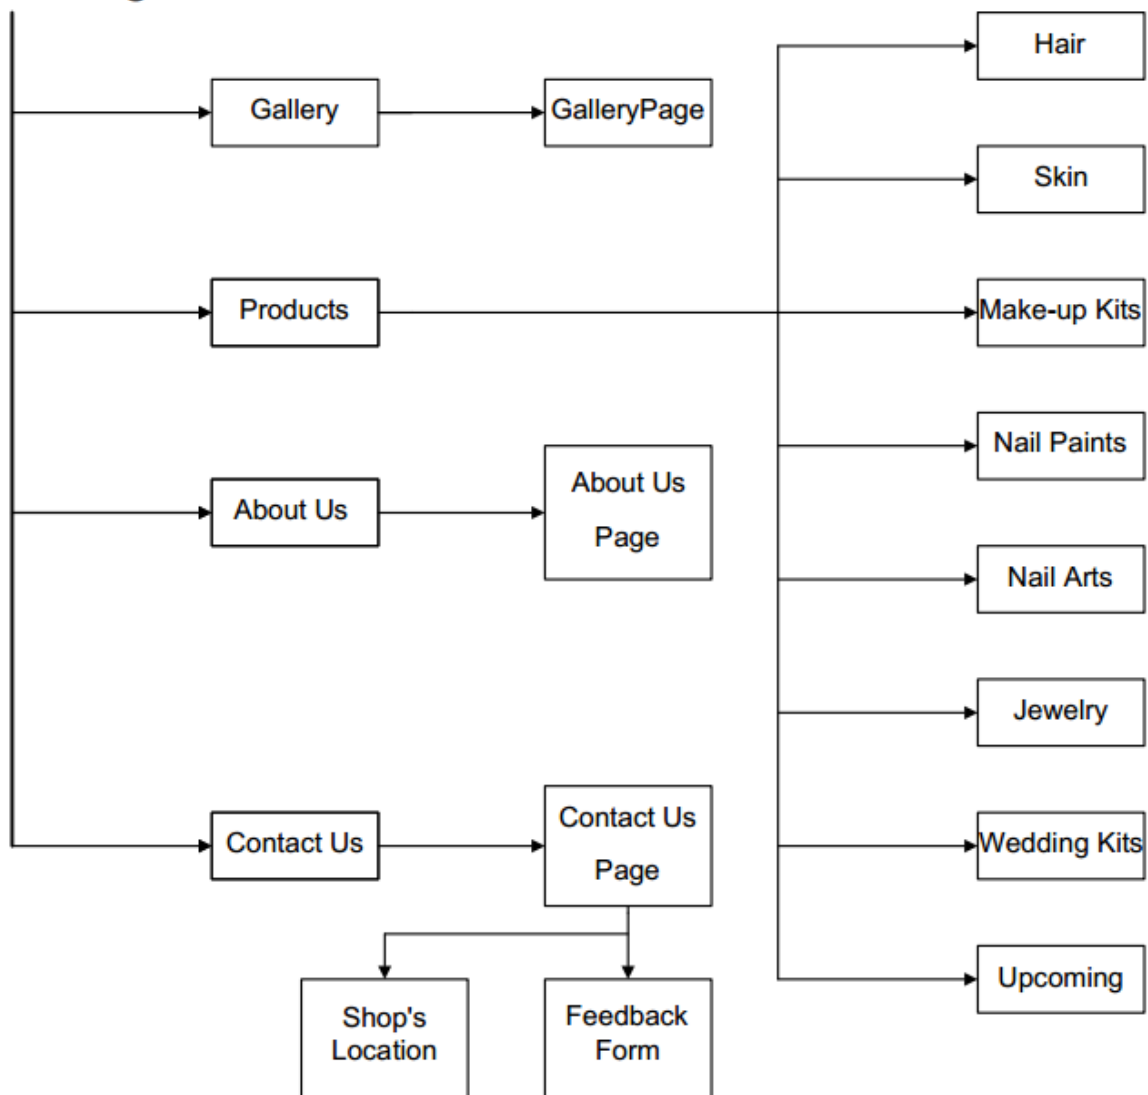 Hair
Gallery
GalleryPage
Skin
Products
Make-up Kits
Nail Paints
About Us
About Us
Page
Nail Arts
Jewelry
Contact Us
Contact Us
Page
Wedding Kits
Upcoming
Shop's
Location
Feedback
Form